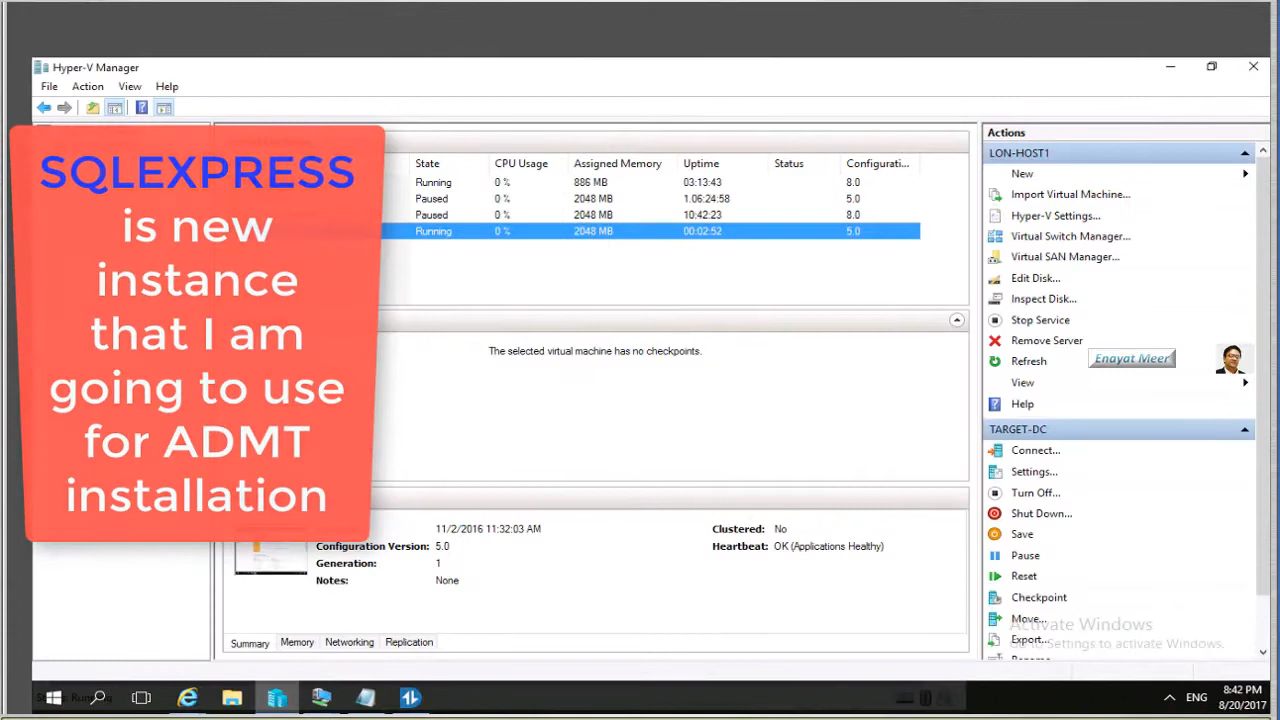 Hyper-V Manager
File Action View Help
SQLEXPRESS
is new
instance
that I am
going to use
for ADMT
installation
State CPU Usage Assigned Memory Uptime Status Configurati...
Running 0 % 886 MB 03:13:43 8.0
Paused 2048 MB 1.06:24:58 5.0
Paused 2048 MB 10:42:23 8.0
Running 0 % 2048 MB 00:02:52 5.0
The selected virtual machine has no checkpoints.
11/2/2016 11:32:03 AM Clustered: No
Configuration Version: 5.0 Heartbeat: OK (Applications Healthy)
Generation: 1
Notes: None
Summary Memory Networking Replication
Actions
LON-HOST1
New
Import Virtual Machine...
Hyper-V Settings...
Virtual Switch Manager...
Virtual SAN Manager...
Edit Disk...
Inspect Disk...
Stop Service
Remove Server
Refresh
Enayat Meer
View
Help
TARGET-DC
Connect...
Settings...
Turn Off...
Shut Down...
Save
Pause
Reset
Checkpoint
Move...
Activate Windows
Export...
Go to Settings to activate Windows.
ENG
8:42 PM
8/20/2017